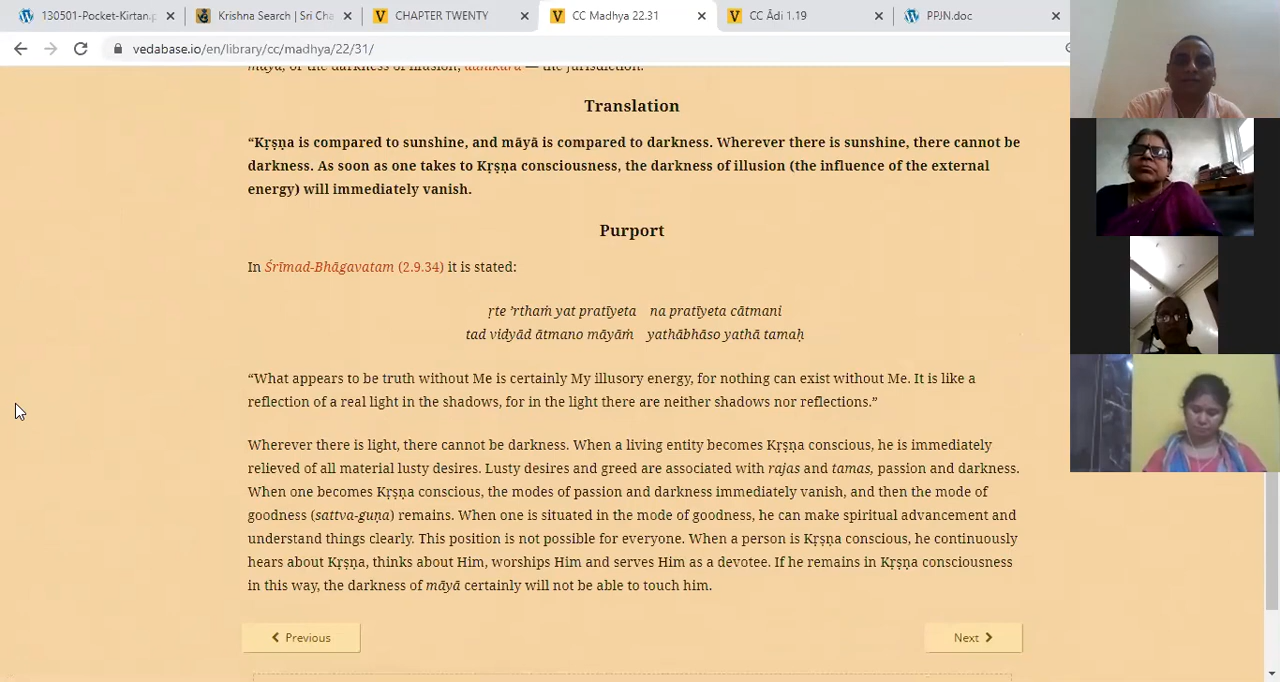 130501-Pocket-Kirtan.p
Krishna Search | Sri Cha
CHAPTER TWENTY
CC Madhya 22.31
CC Ādi 1.19
PPJN.doc
vedabase.io/en/library/cc/madhya/22/31/
māyā, or the darkness of illusion; adhikāra — the jurisdiction.
Translation
“Kṛṣṇa is compared to sunshine, and māyā is compared to darkness. Wherever there is sunshine, there cannot be
darkness. As soon as one takes to Kṛṣṇa consciousness, the darkness of illusion (the influence of the external
energy) will immediately vanish.
Purport
In Śrīmad-Bhāgavatam (2.9.34) it is stated:
ṛte ’rthaṁ yat pratīyeta na pratīyeta cātmani
tad vidyād ātmano māyāṁ yathābhāso yathā tamaḥ
“What appears to be truth without Me is certainly My illusory energy, for nothing can exist without Me. It is like a
reflection of a real light in the shadows, for in the light there are neither shadows nor reflections.”
Wherever there is light, there cannot be darkness. When a living entity becomes Kṛṣṇa conscious, he is immediately
relieved of all material lusty desires. Lusty desires and greed are associated with rajas and tamas, passion and darkness.
When one becomes Kṛṣṇa conscious, the modes of passion and darkness immediately vanish, and then the mode of
goodness (sattva-guṇa) remains. When one is situated in the mode of goodness, he can make spiritual advancement and
understand things clearly. This position is not possible for everyone. When a person is Kṛṣṇa conscious, he continuously
hears about Kṛṣṇa, thinks about Him, worships Him and serves Him as a devotee. If he remains in Kṛṣṇa consciousness
in this way, the darkness of māyā certainly will not be able to touch him.
Previous
Next